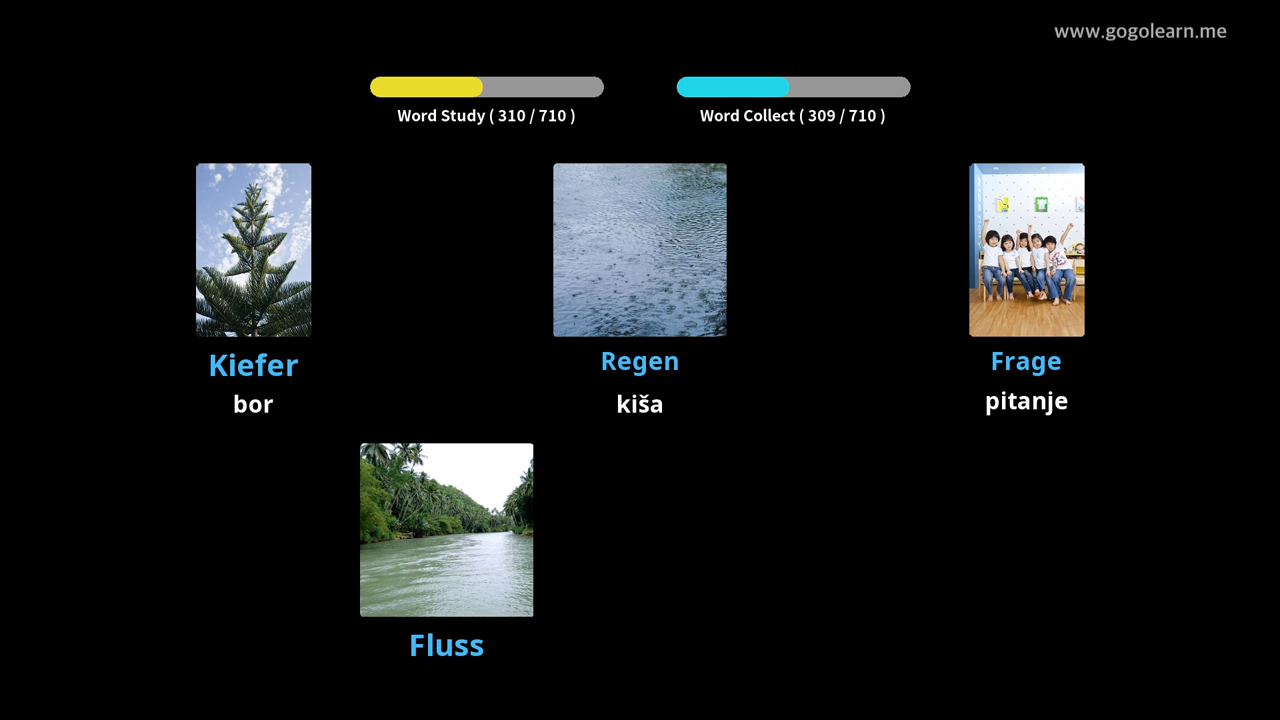 www.gogolearn.me
Word Study ( 310 / 710 )
Word Collect ( 309 / 710 )
Kiefer
bor
Regen
kiša
Frage
pitanje
Fluss